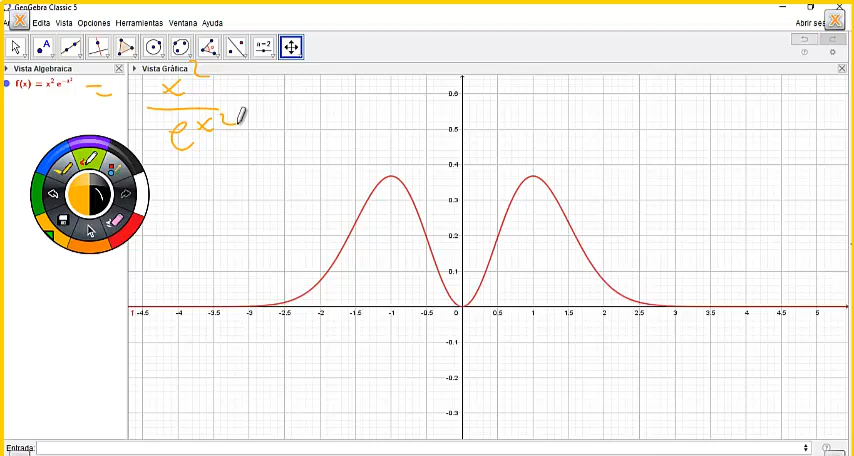 GeoGebra Classic 5
Edita Vista Opciones Herramientas Ventana Ayuda
A
a = 2
Vista Algebraica
Vista Gráfica
f(x) = x² e^(-x²)
= x²
e^x²
0.6
0.5
0.4
0.3
0.2
0.1
-4.5 -4 -3.5 -3 -2.5 -2 -1.5 -1 -0.5 0 0.5 1 1.5 2 2.5 3 3.5 4 4.5 5
-0.1
-0.2
-0.3
Entrada: